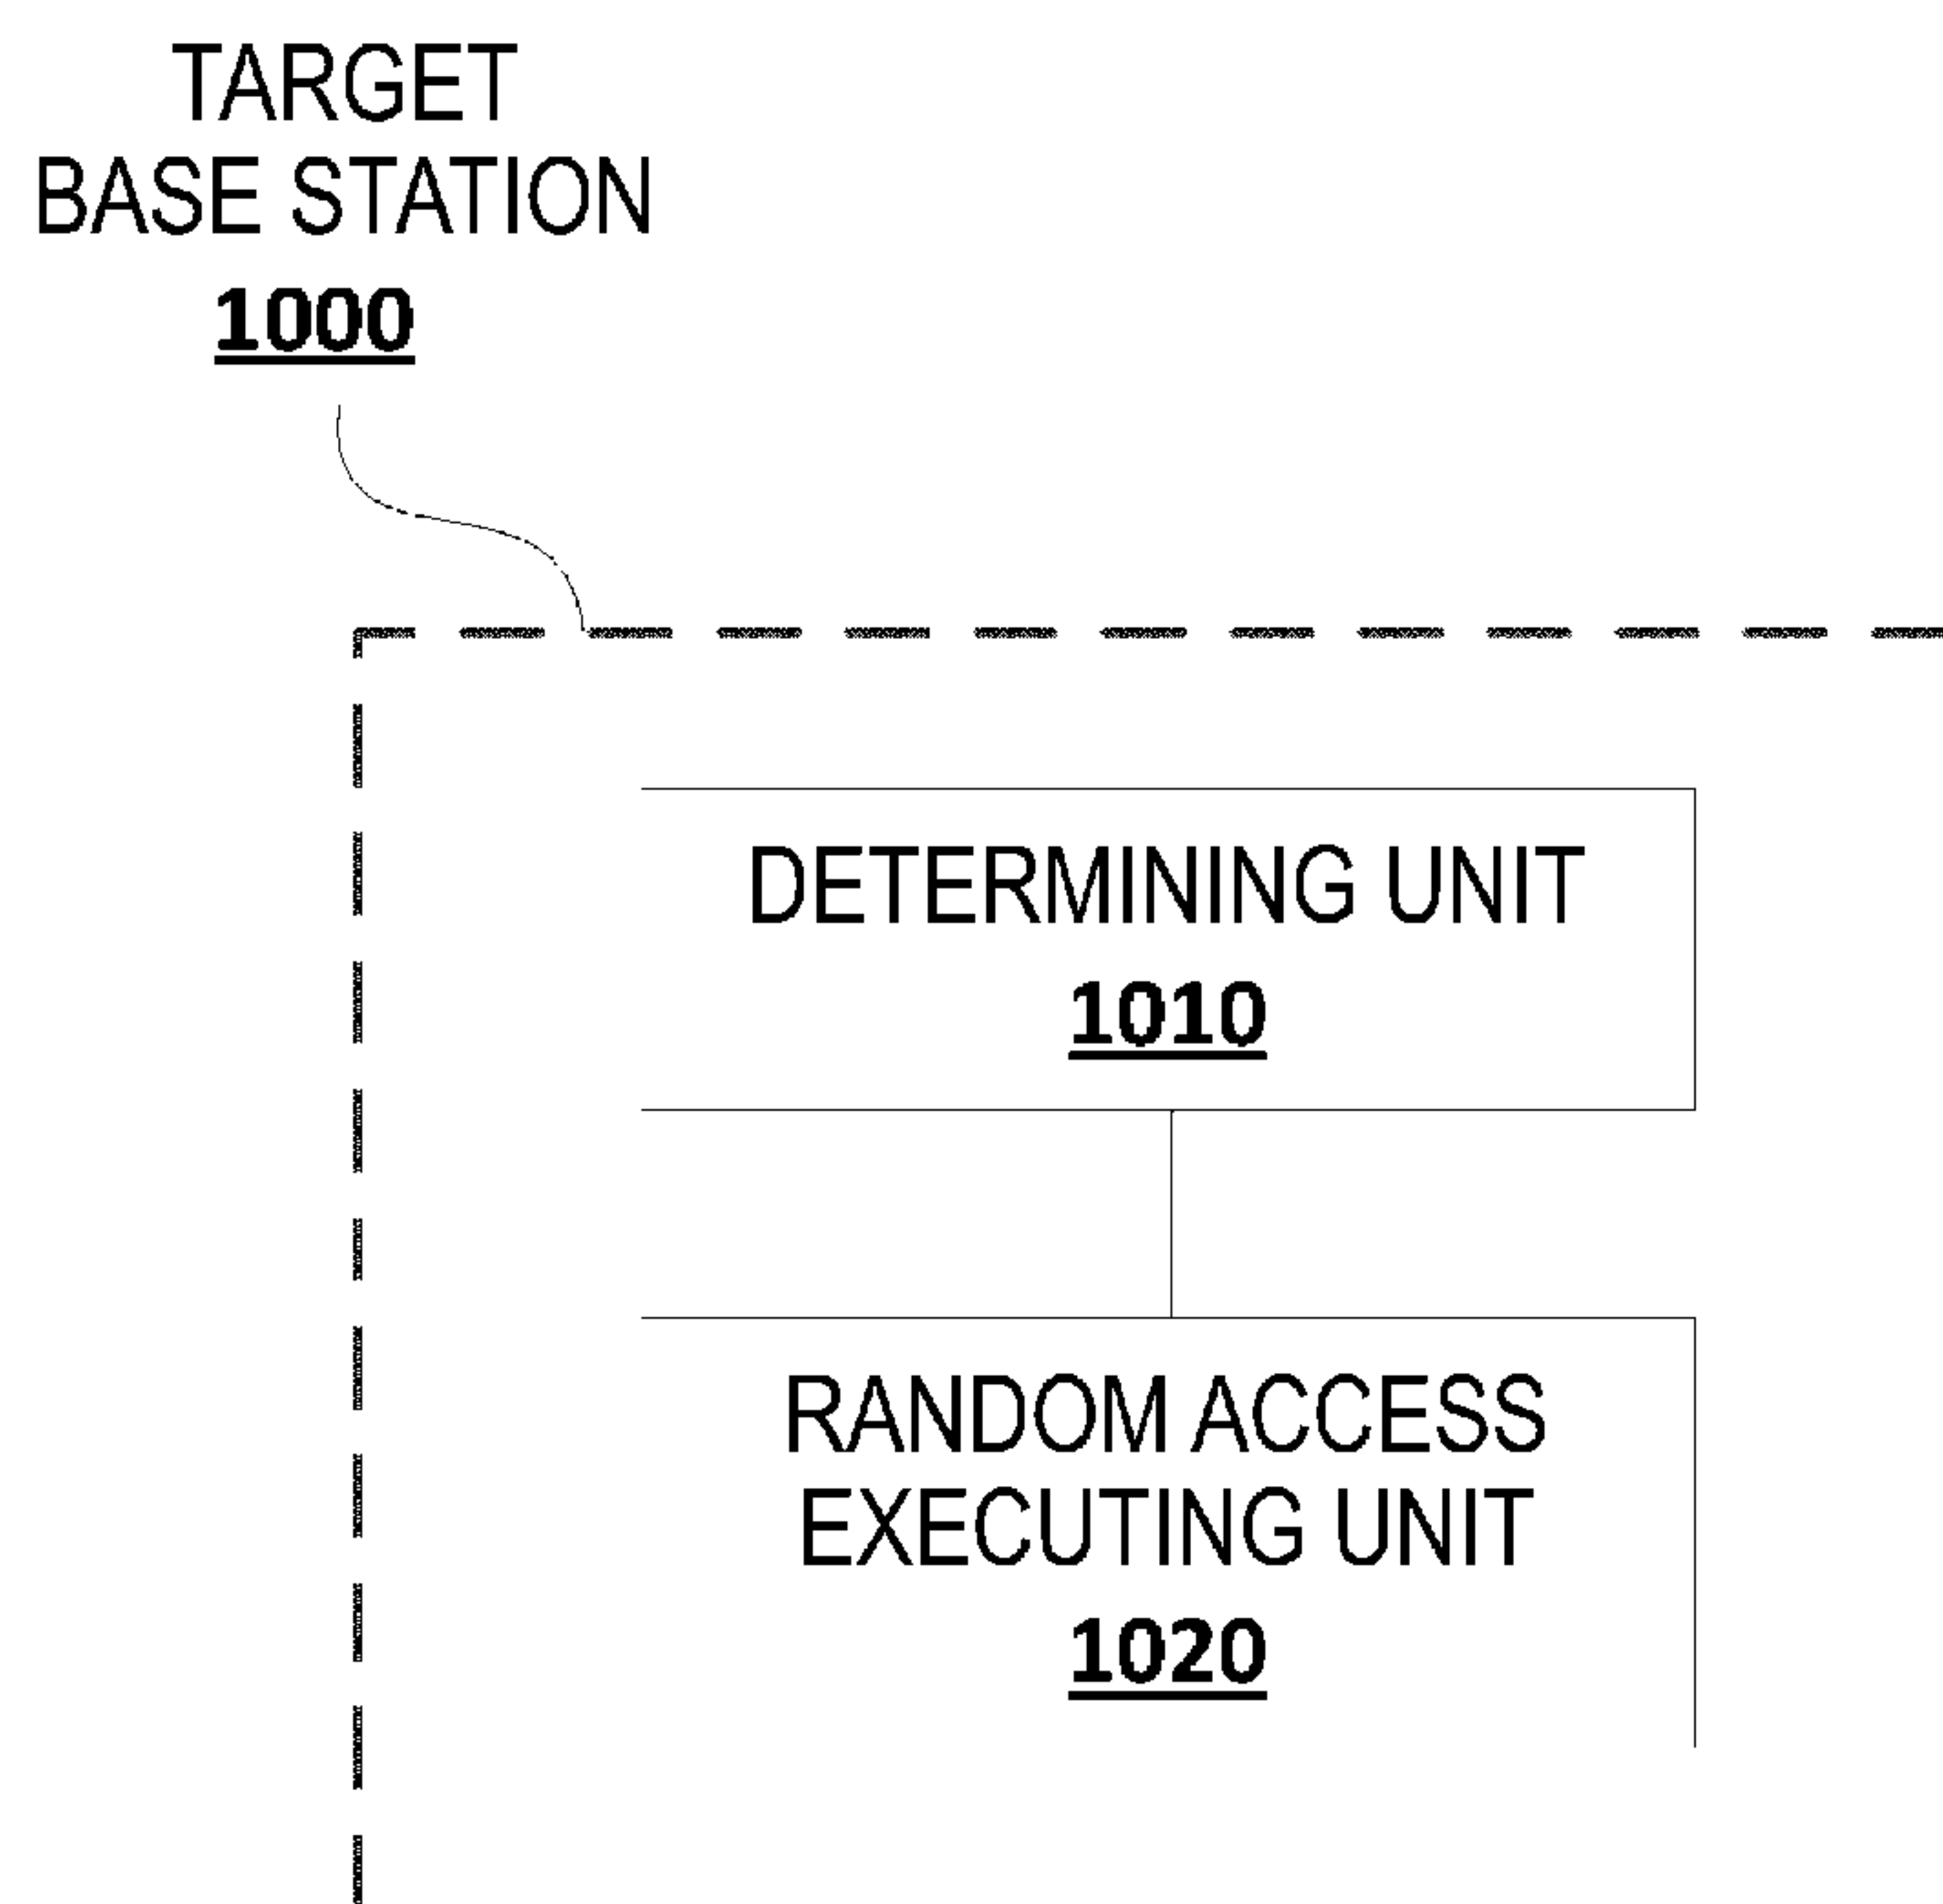 TARGET
BASE STATION
1000
DETERMINING UNIT
1010
RANDOM ACCESS
EXECUTING UNIT
1020